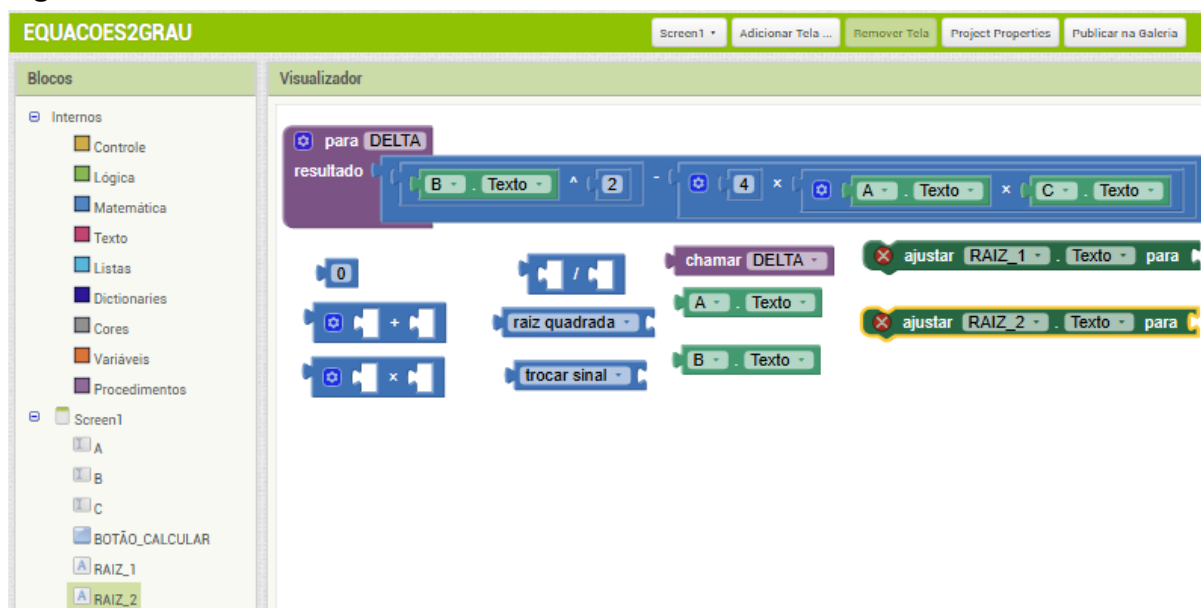 EQUACOES2GRAU
Screen1 Adicionar Tela ... Remover Tela Project Properties Publicar na Galeria
Blocos
Visualizador
Internos
Controle
Lógica
Matemática
Texto
Listas
Dictionaries
Cores
Variáveis
Procedimentos
Screen1
A
B
C
BOTÃO_CALCULAR
RAIZ_1
RAIZ_2
para DELTA
resultado B . Texto ^ 2 - 4 × A . Texto × C . Texto
0
+
×
/
raiz quadrada
trocar sinal
chamar DELTA
A . Texto
B . Texto
ajustar RAIZ_1 . Texto para
ajustar RAIZ_2 . Texto para